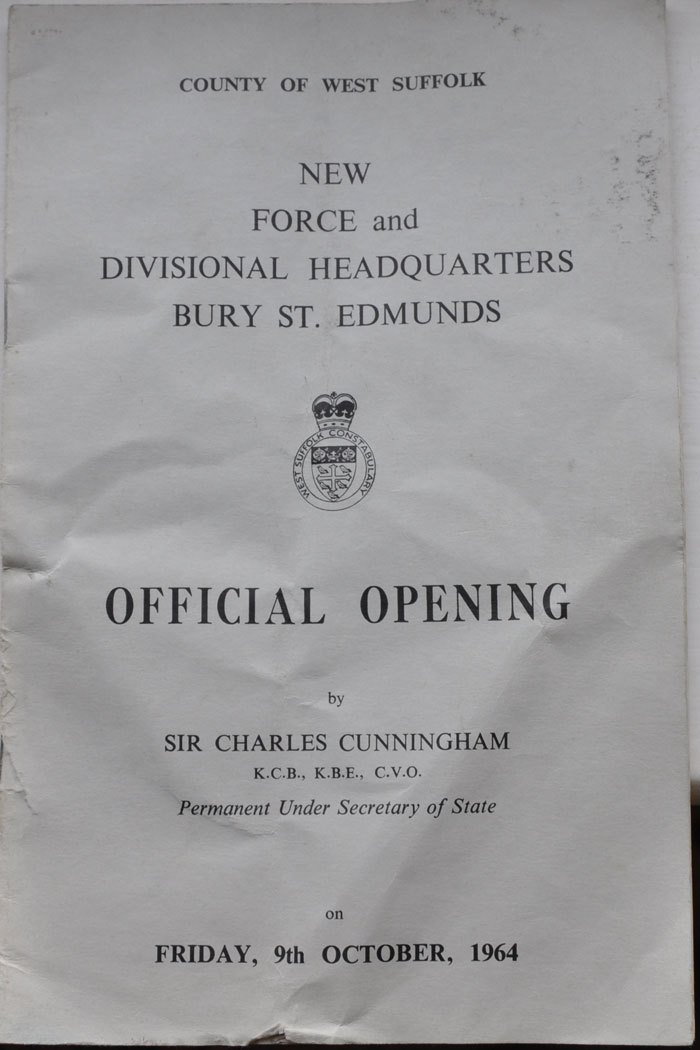 COUNTY OF WEST SUFFOLK
NEW
FORCE and
DIVISIONAL HEADQUARTERS
BURY ST. EDMUNDS
WEST SUFFOLK CONSTABULARY
OFFICIAL OPENING
by
SIR CHARLES CUNNINGHAM
K.C.B., K.B.E., C.V.O.
Permanent Under Secretary of State
on
FRIDAY, 9th OCTOBER, 1964